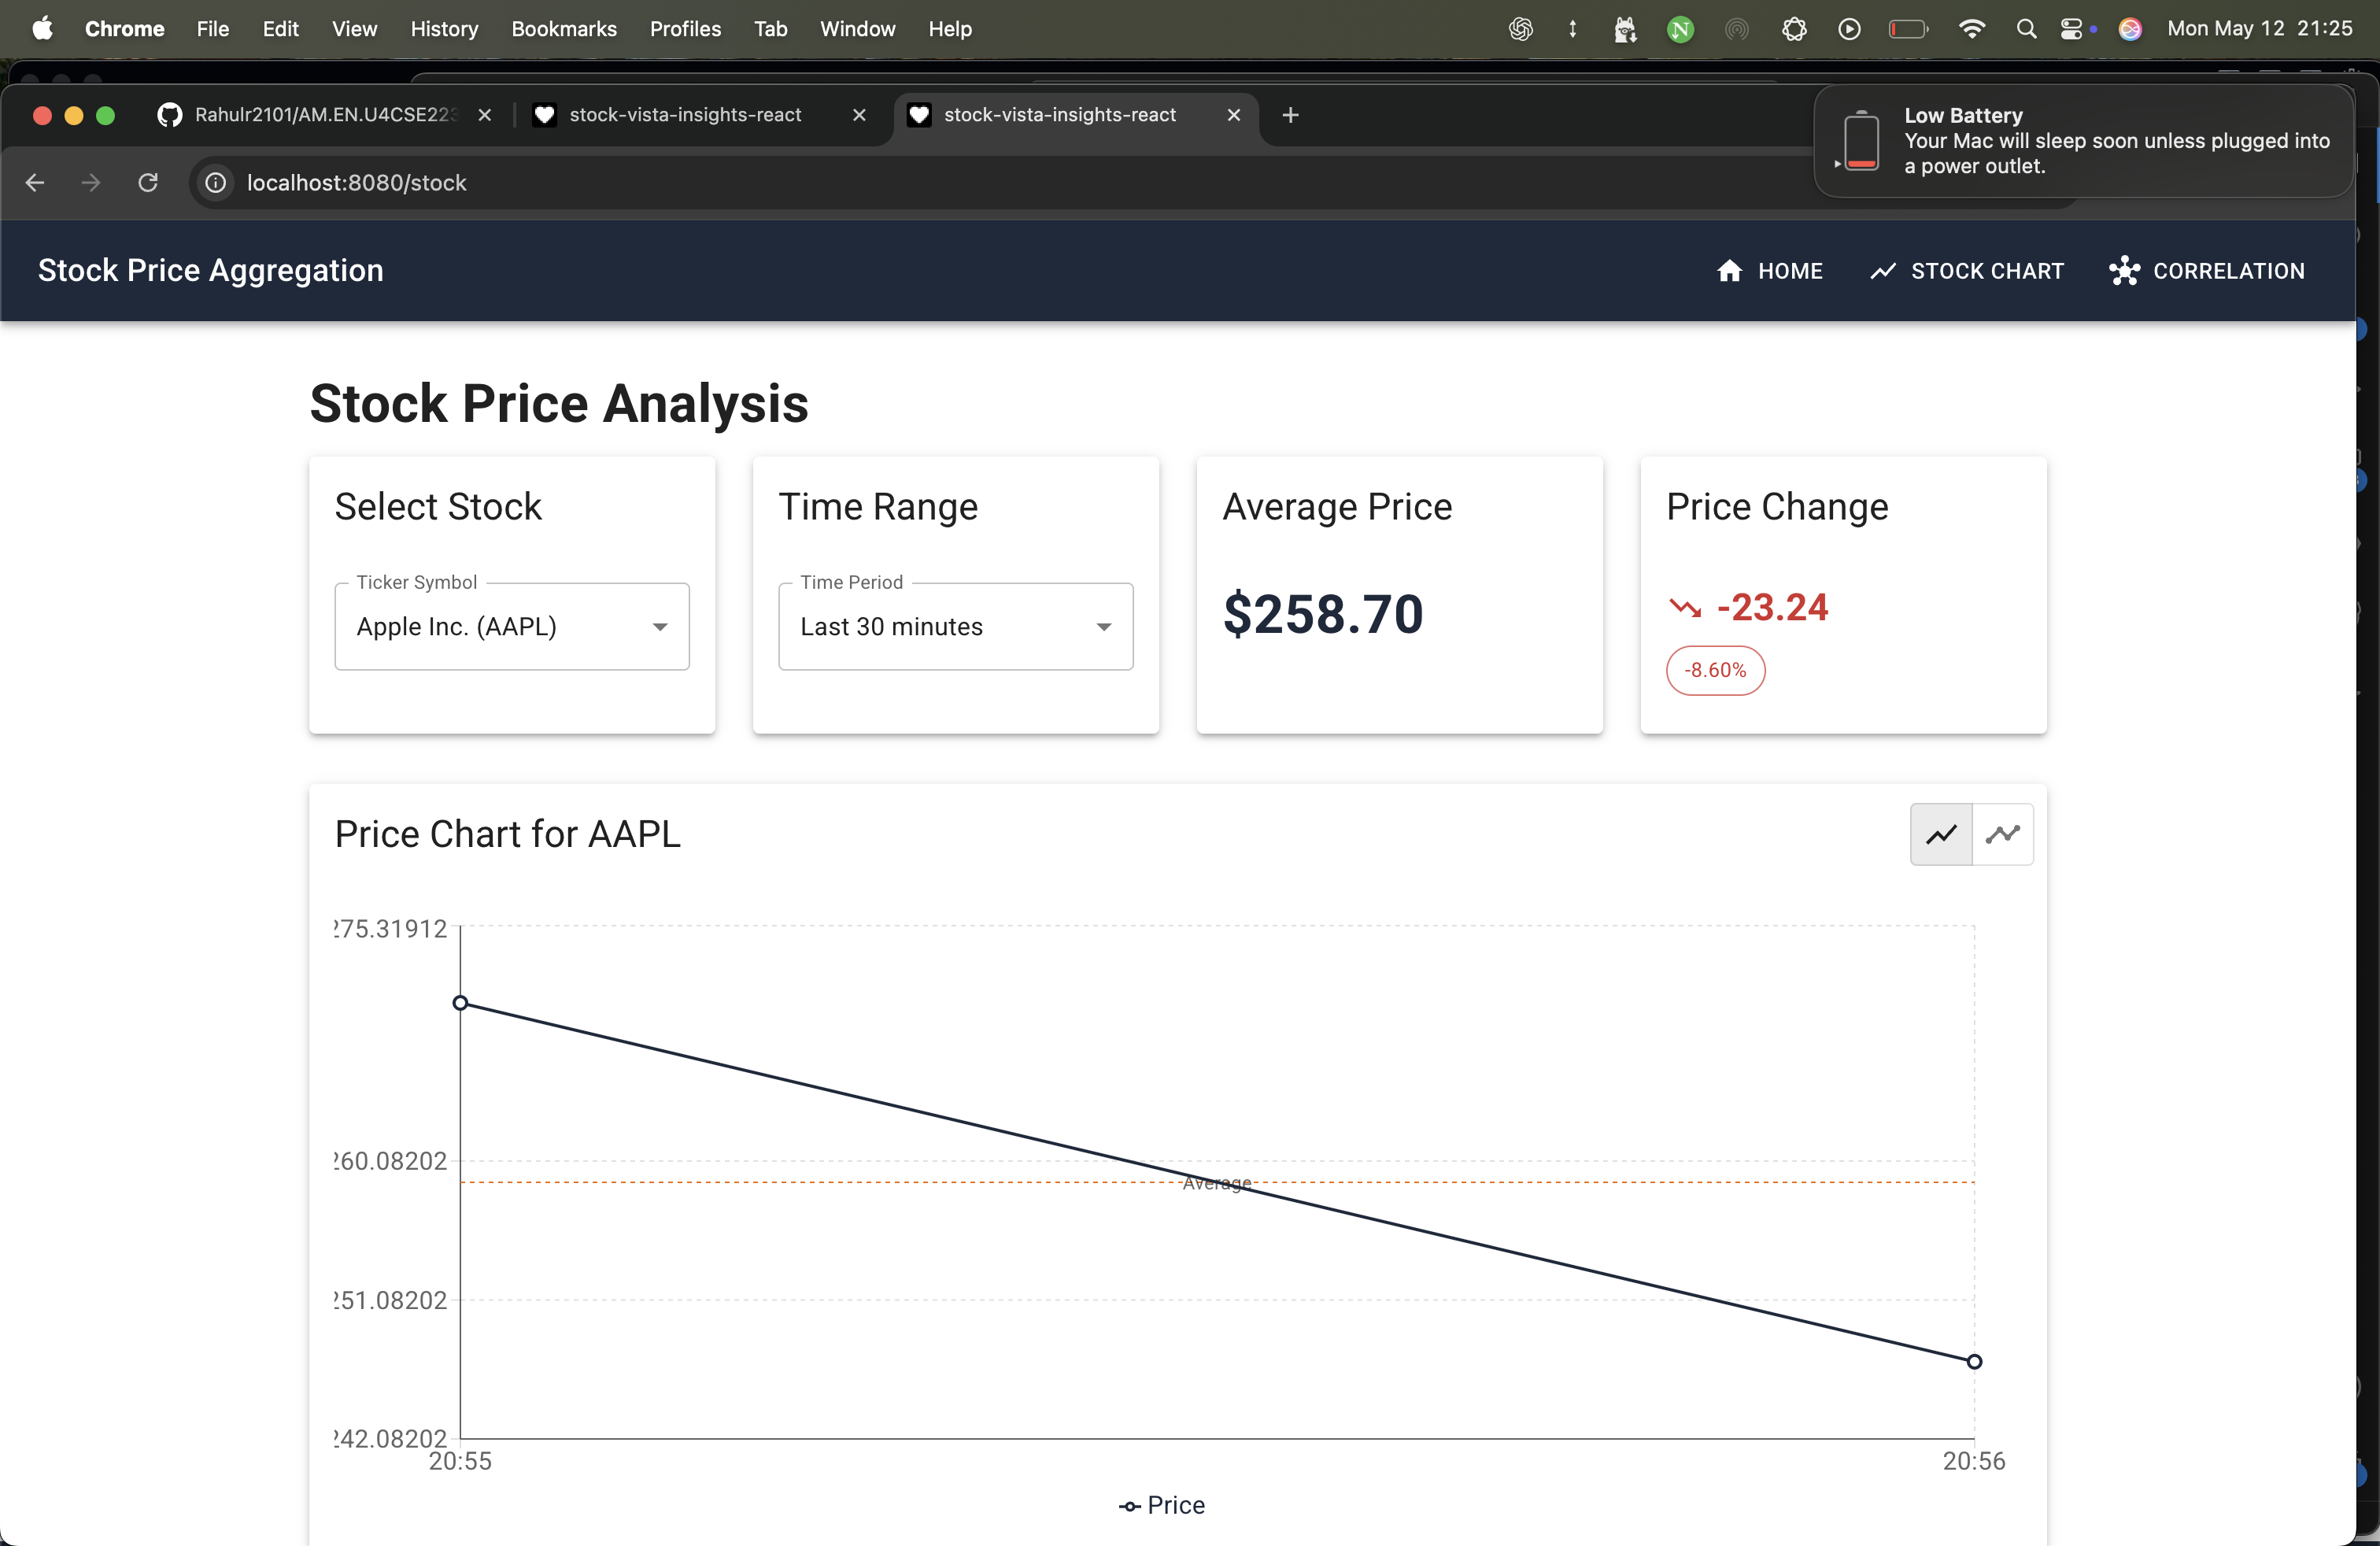 Chrome File Edit View History Bookmarks Profiles Tab Window Help Mon May 12 21:25
Rahulr2101/AM.EN.U4CSE223
stock-vista-insights-react
stock-vista-insights-react
Low Battery
Your Mac will sleep soon unless plugged into
a power outlet.
localhost:8080/stock
Stock Price Aggregation HOME STOCK CHART CORRELATION
Stock Price Analysis
Select Stock
Ticker Symbol
Apple Inc. (AAPL)
Time Range
Time Period
Last 30 minutes
Average Price
$258.70
Price Change
-23.24
-8.60%
Price Chart for AAPL
275.31912
260.08202
Average
251.08202
242.08202
20:55 20:56
Price